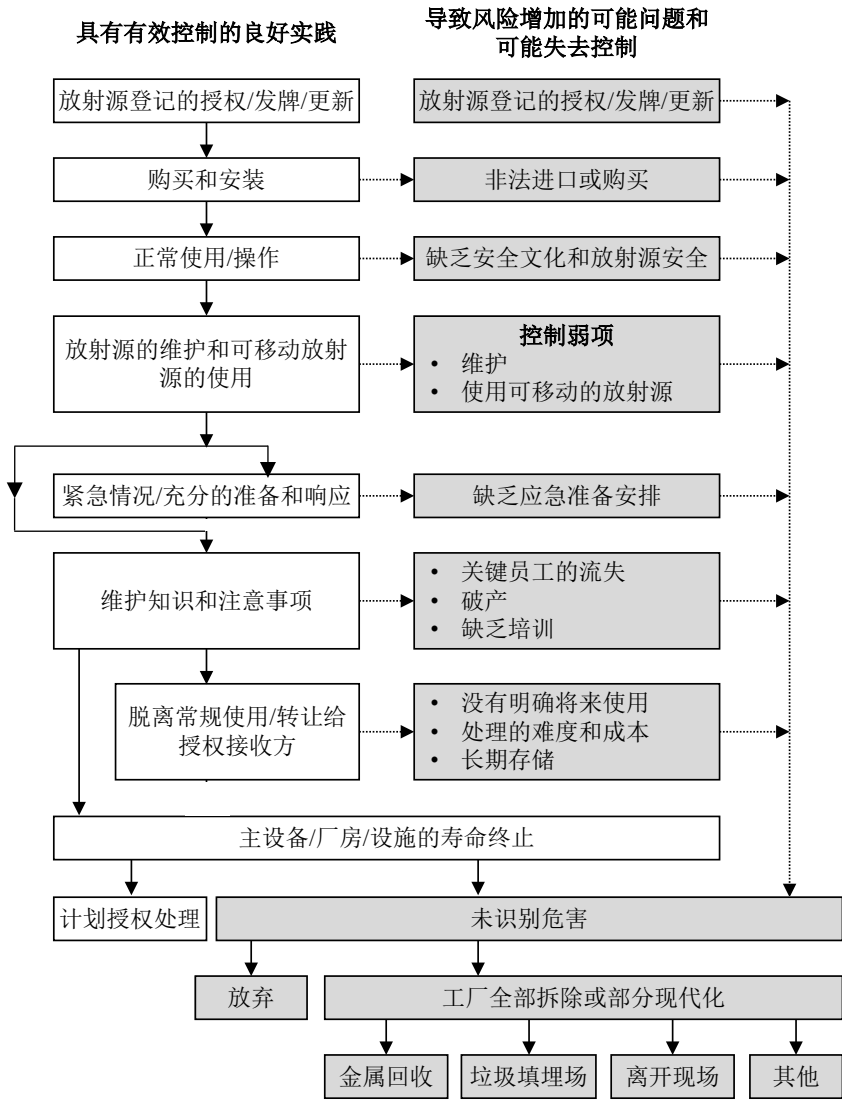 具有有效控制的良好实践
导致风险增加的可能问题和
可能失去控制
放射源登记的授权/发牌/更新
放射源登记的授权/发牌/更新
购买和安装
非法进口或购买
正常使用/操作
缺乏安全文化和放射源安全
放射源的维护和可移动放射
源的使用
控制弱项
• 维护
• 使用可移动的放射源
紧急情况/充分的准备和响应
缺乏应急准备安排
维护知识和注意事项
• 关键员工的流失
• 破产
• 缺乏培训
脱离常规使用/转让给
授权接收方
• 没有明确将来使用
• 处理的难度和成本
• 长期存储
主设备/厂房/设施的寿命终止
计划授权处理
未识别危害
放弃
工厂全部拆除或部分现代化
金属回收
垃圾填埋场
离开现场
其他